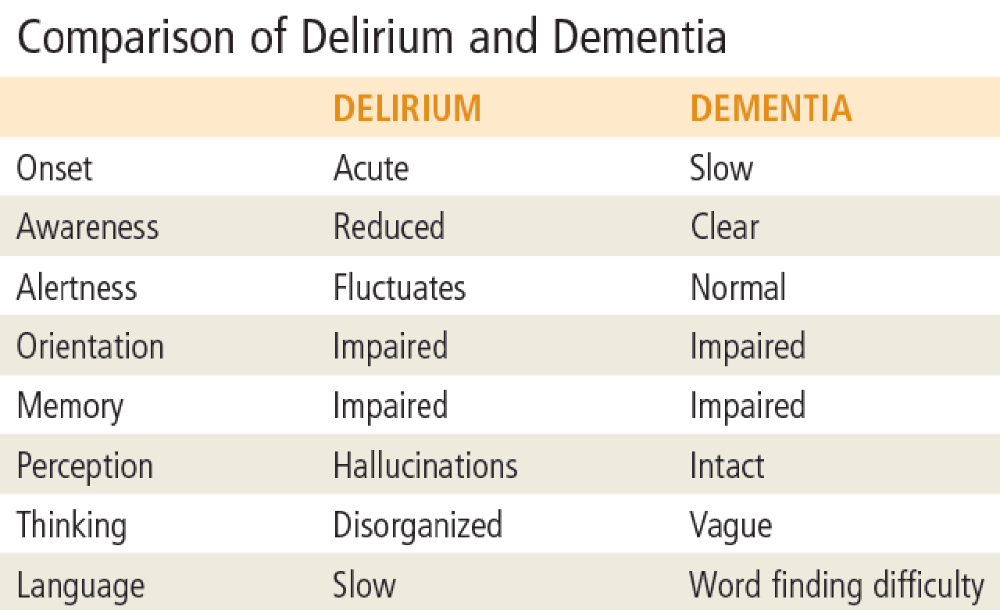 Comparison of Delirium and Dementia
DELIRIUM DEMENTIA
Onset Acute Slow
Awareness Reduced Clear
Alertness Fluctuates Normal
Orientation Impaired Impaired
Memory Impaired Impaired
Perception Hallucinations Intact
Thinking Disorganized Vague
Language Slow Word finding difficulty